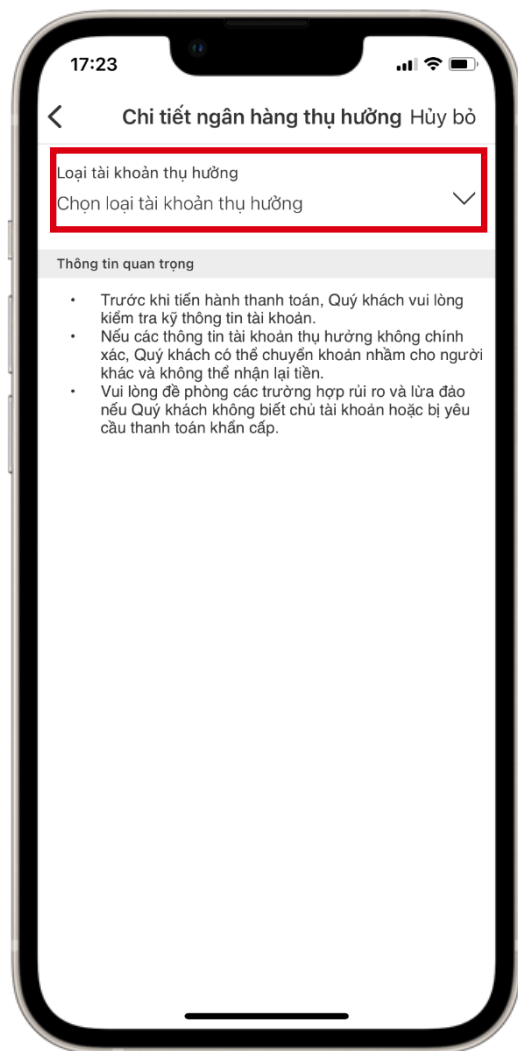 17:23
Chi tiết ngân hàng thụ hưởng Hủy bỏ
Loại tài khoản thụ hưởng
Chọn loại tài khoản thụ hưởng
Thông tin quan trọng
• Trước khi tiến hành thanh toán, Quý khách vui lòng
kiểm tra kỹ thông tin tài khoản.
• Nếu các thông tin tài khoản thụ hưởng không chính
xác, Quý khách có thể chuyển khoản nhầm cho người
khác và không thể nhận lại tiền.
• Vui lòng đề phòng các trường hợp rủi ro và lừa đảo
nếu Quý khách không biết chủ tài khoản hoặc bị yêu
cầu thanh toán khẩn cấp.